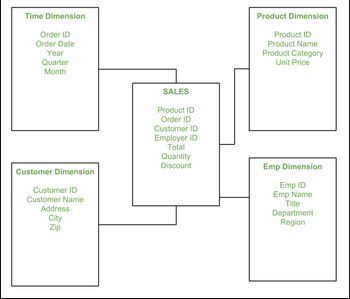 Time Dimension
Order ID
Order Date
Year
Quarter
Month
Product Dimension
Product ID
Product Name
Product Category
Unit Price
SALES
Product ID
Order ID
Customer ID
Employer ID
Total
Quantity
Discount
Customer Dimension
Customer ID
Customer Name
Address
City
Zip
Emp Dimension
Emp ID
Emp Name
Title
Department
Region